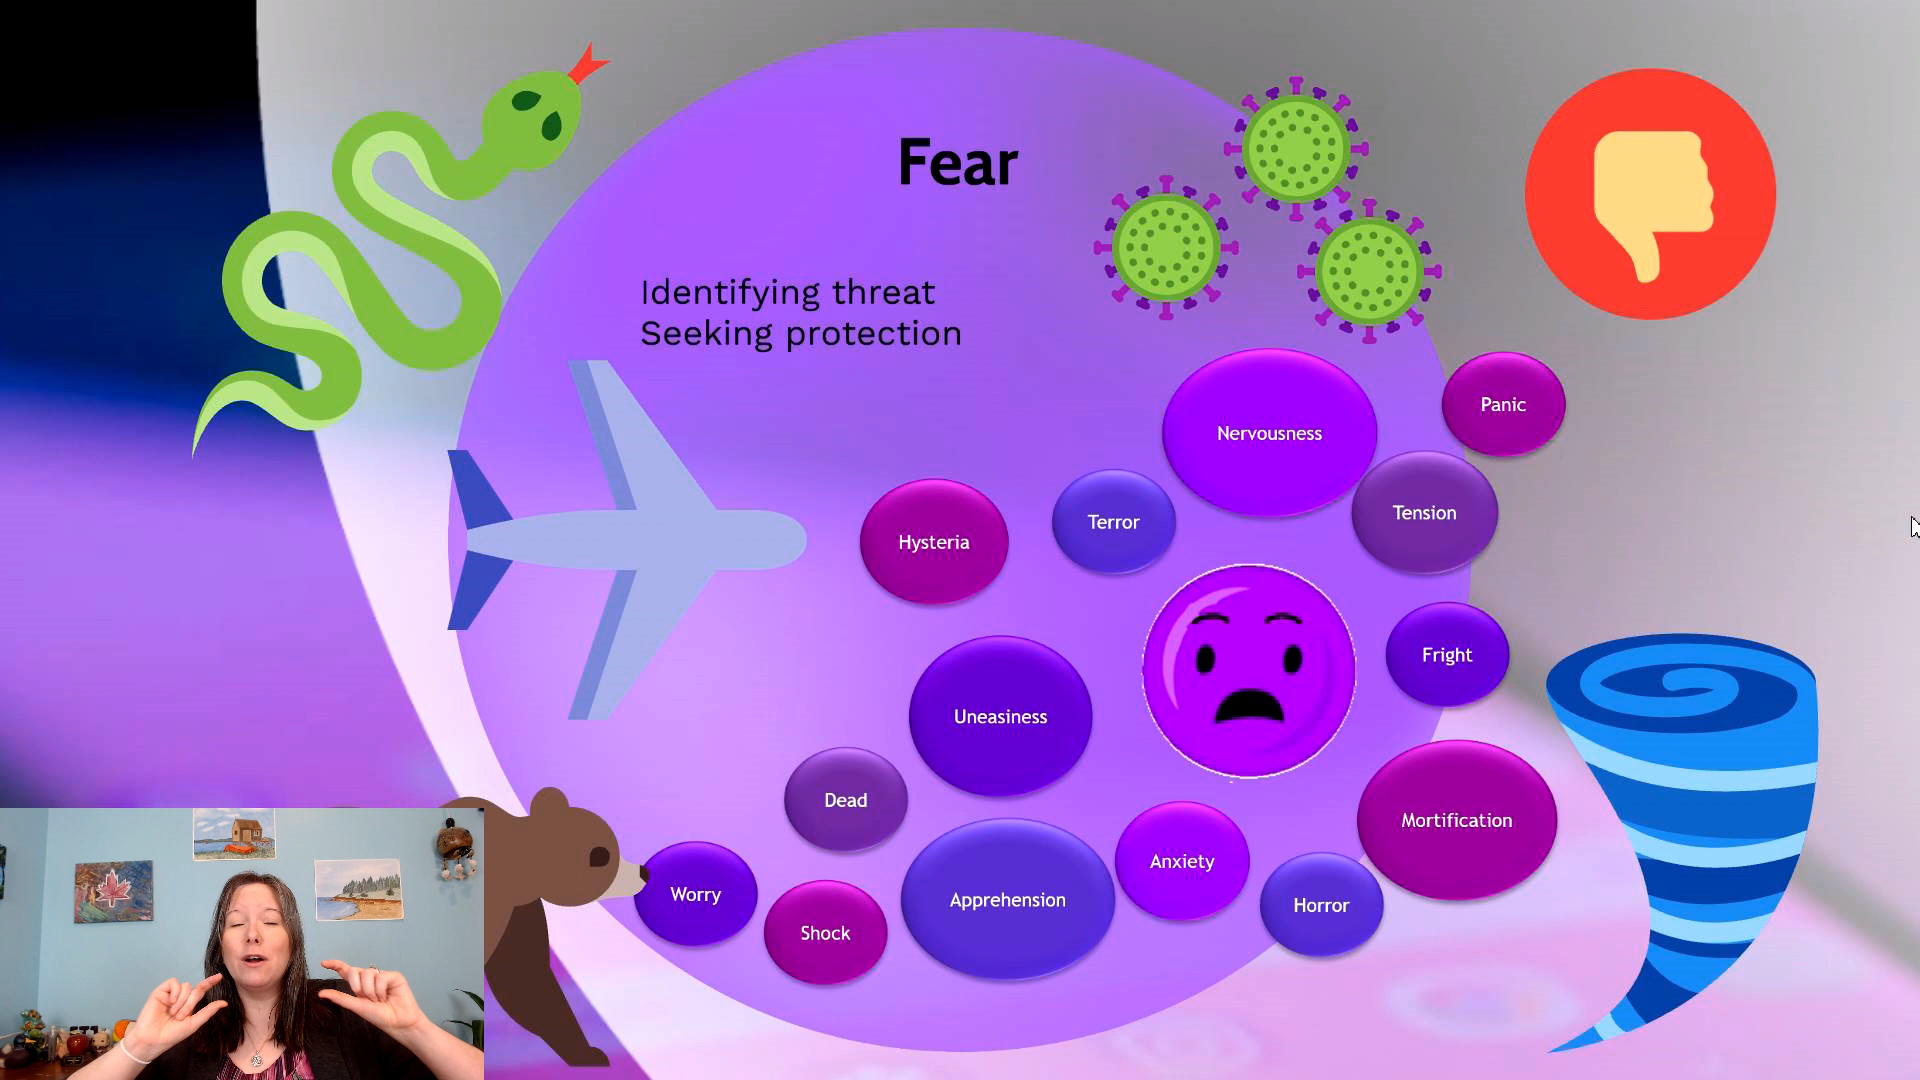 Fear
Identifying threat
Seeking protection
Nervousness
Panic
Tension
Terror
Hysteria
Fright
Uneasiness
Dead
Mortification
Anxiety
Apprehension
Horror
Worry
Shock